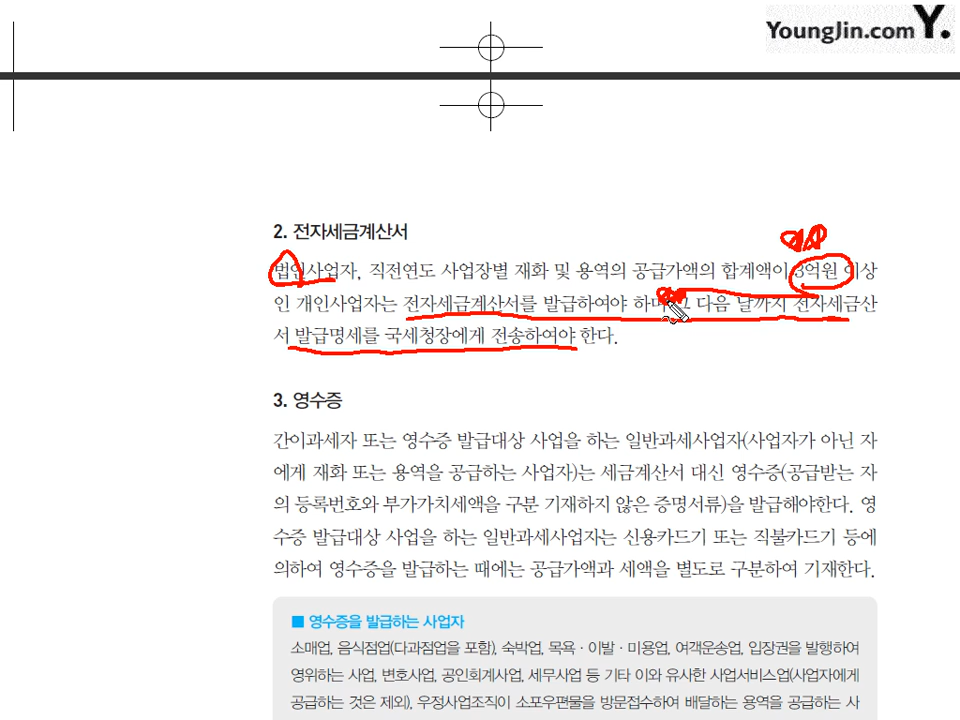 YoungJin.com Y.
2. 전자세금계산서
법인사업자, 직전연도 사업장별 재화 및 용역의 공급가액의 합계액이 3억원 이상
인 개인사업자는 전자세금계산서를 발급하여야 하며 그 다음 날까지 전자세금산
서 발급명세를 국세청장에게 전송하여야 한다.
3. 영수증
간이과세자 또는 영수증 발급대상 사업을 하는 일반과세사업자(사업자가 아닌 자
에게 재화 또는 용역을 공급하는 사업자)는 세금계산서 대신 영수증(공급받는 자
의 등록번호와 부가가치세액을 구분 기재하지 않은 증명서류)을 발급해야한다. 영
수증 발급대상 사업을 하는 일반과세사업자는 신용카드기 또는 직불카드기 등에
의하여 영수증을 발급하는 때에는 공급가액과 세액을 별도로 구분하여 기재한다.
■ 영수증을 발급하는 사업자
소매업, 음식점업(다과점업을 포함), 숙박업, 목욕 · 이발 · 미용업, 여객운송업, 입장권을 발행하여
영위하는 사업, 변호사업, 공인회계사업, 세무사업 등 기타 이와 유사한 사업서비스업(사업자에게
공급하는 것은 제외), 우정사업조직이 소포우편물을 방문접수하여 배달하는 용역을 공급하는 사